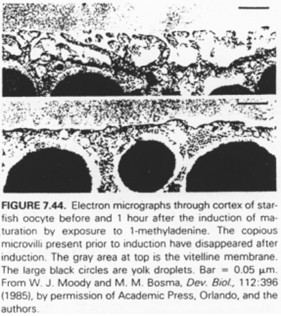 FIGURE 7.44. Electron micrographs through cortex of star-
fish oocyte before and 1 hour after the induction of ma-
turation by exposure to 1-methyladenine. The copious
microvilli present prior to induction have disappeared after
induction. The gray area at top is the vitelline membrane.
The large black circles are yolk droplets. Bar = 0.05 μm.
From W. J. Moody and M. M. Bosma, Dev. Biol., 112:396
(1985), by permission of Academic Press, Orlando, and the
authors.